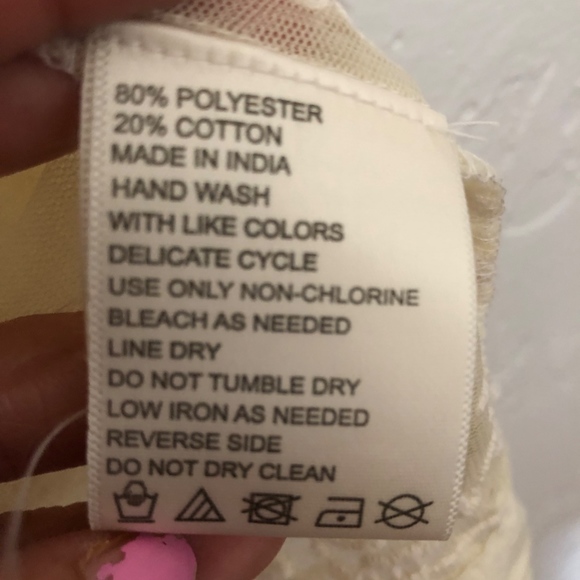 80% POLYESTER
20% COTTON
MADE IN INDIA
HAND WASH
WITH LIKE COLORS
DELICATE CYCLE
USE ONLY NON-CHLORINE
BLEACH AS NEEDED
LINE DRY
DO NOT TUMBLE DRY
LOW IRON AS NEEDED
REVERSE SIDE
DO NOT DRY CLEAN